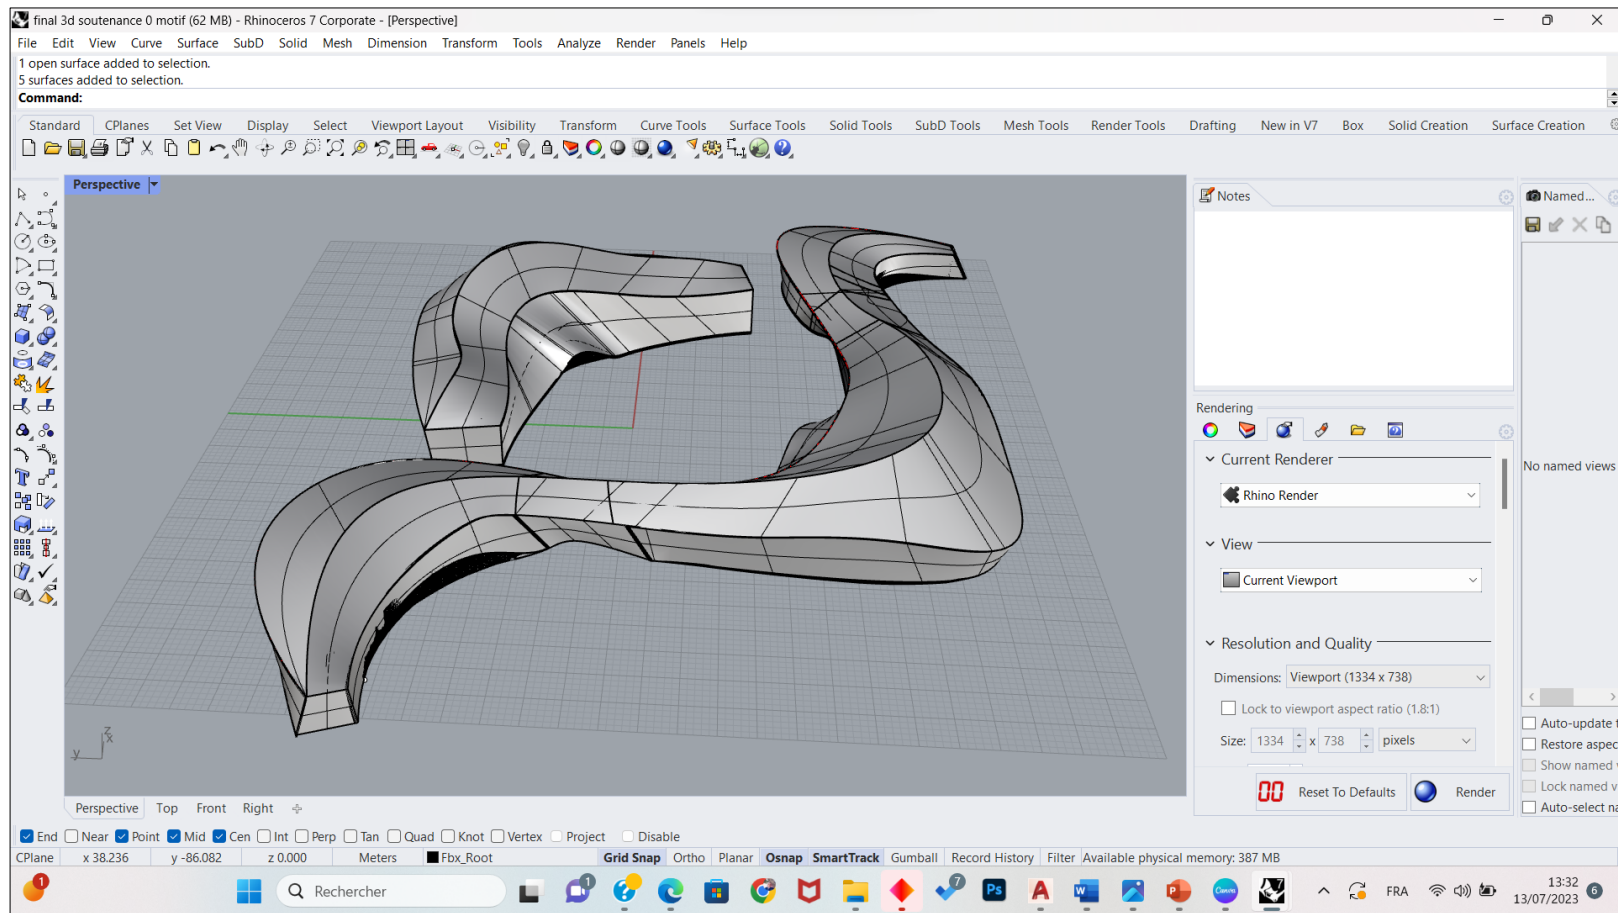 final 3d soutenance 0 motif (62 MB) - Rhinoceros 7 Corporate - [Perspective]
File Edit View Curve Surface SubD Solid Mesh Dimension Transform Tools Analyze Render Panels Help
1 open surface added to selection.
5 surfaces added to selection.
Command:
Standard CPlanes Set View Display Select Viewport Layout Visibility Transform Curve Tools Surface Tools Solid Tools SubD Tools Mesh Tools Render Tools Drafting New in V7 Box Solid Creation Surface Creation
Perspective
Notes
Named...
Rendering
Current Renderer
Rhino Render
No named views
View
Current Viewport
Resolution and Quality
Dimensions: Viewport (1334 x 738)
Lock to viewport aspect ratio (1.8:1)
Size: 1334 x 738 pixels
Auto-update
Restore aspec
Show named
Lock named v
Auto-select na
00 Reset To Defaults Render
z
x
y
Perspective Top Front Right
End Near Point Mid Cen Int Perp Tan Quad Knot Vertex Project Disable
CPlane x 38.236 y -86.082 z 0.000 Meters Fbx_Root Grid Snap Ortho Planar Osnap SmartTrack Gumball Record History Filter Available physical memory: 387 MB
1
Rechercher
1
7
Ps
A
W
P
Canva
FRA
13:32
13/07/2023
6